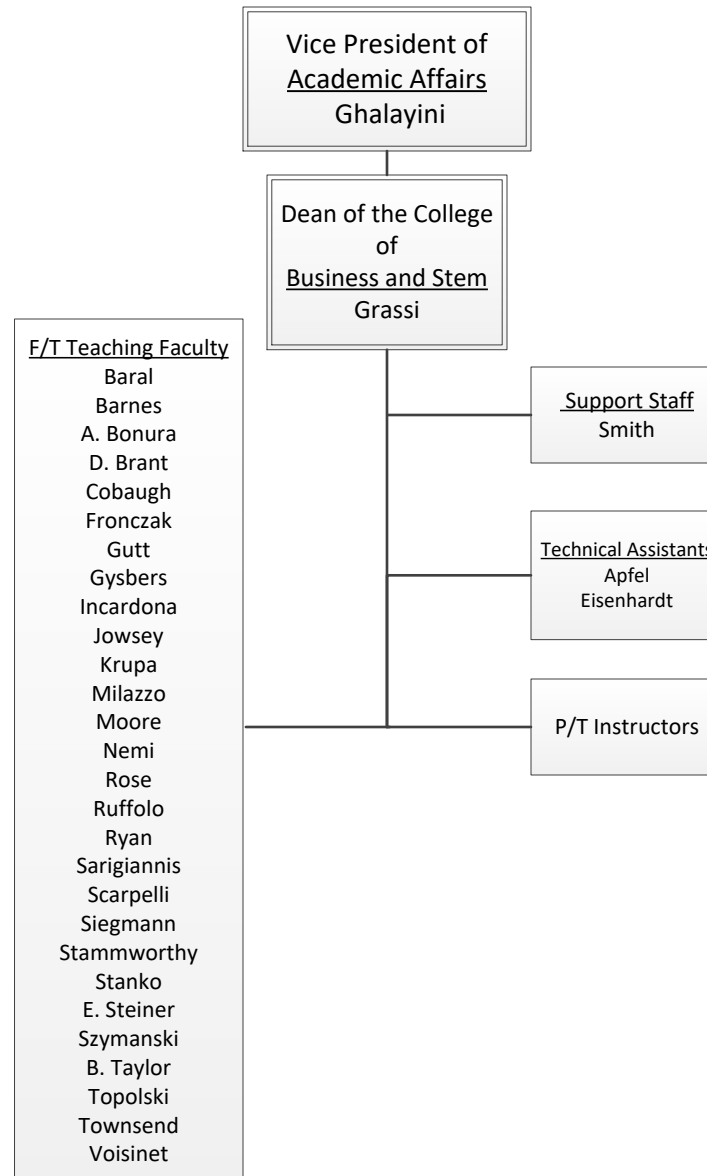 Vice President of
Academic Affairs
Ghalayini
Dean of the College
of
Business and Stem
Grassi
F/T Teaching Faculty
Baral
Barnes
A. Bonura
D. Brant
Cobaugh
Fronczak
Gutt
Gysbers
Incardona
Jowsey
Krupa
Milazzo
Moore
Nemi
Rose
Ruffolo
Ryan
Sarigiannis
Scarpelli
Siegmann
Stammworthy
Stanko
E. Steiner
Szymanski
B. Taylor
Topolski
Townsend
Voisinet
Support Staff
Smith
Technical Assistants
Apfel
Eisenhardt
P/T Instructors